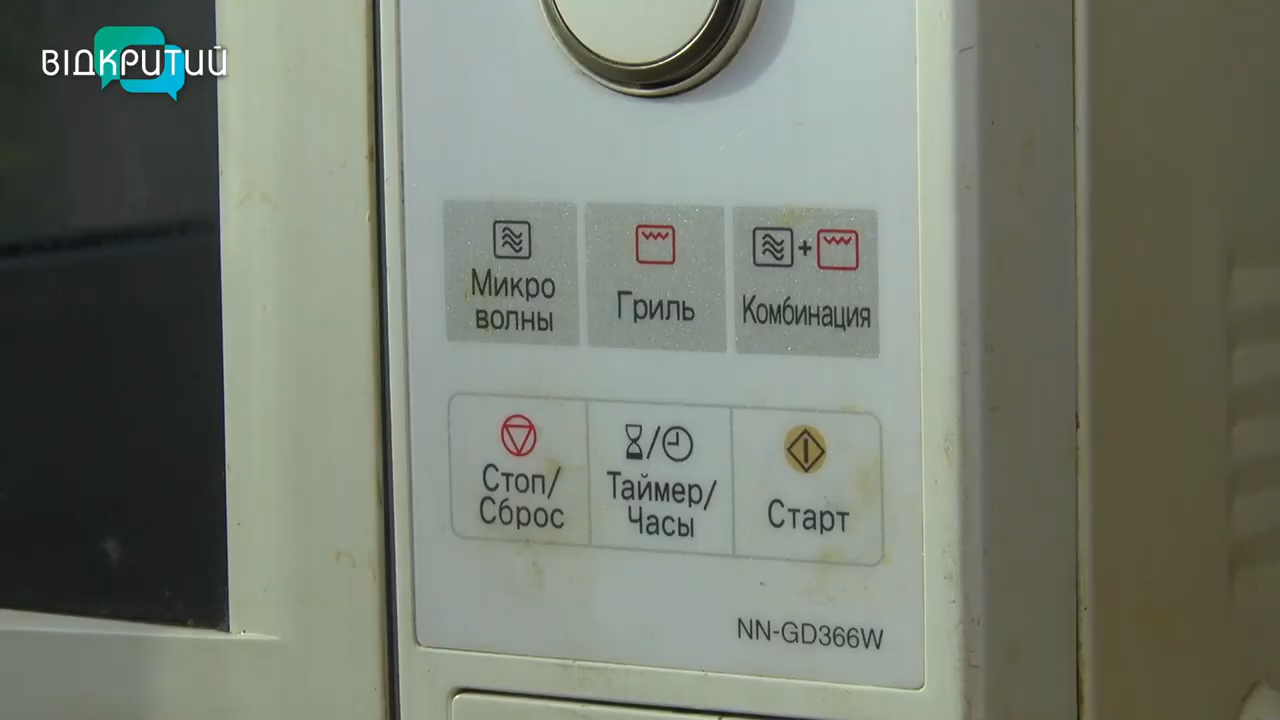 ВІДКРИТИЙ
Микро
волны
Гриль
+
Комбинация
Стоп/
Сброс
/
Таймер/
Часы
Старт
NN-GD366W